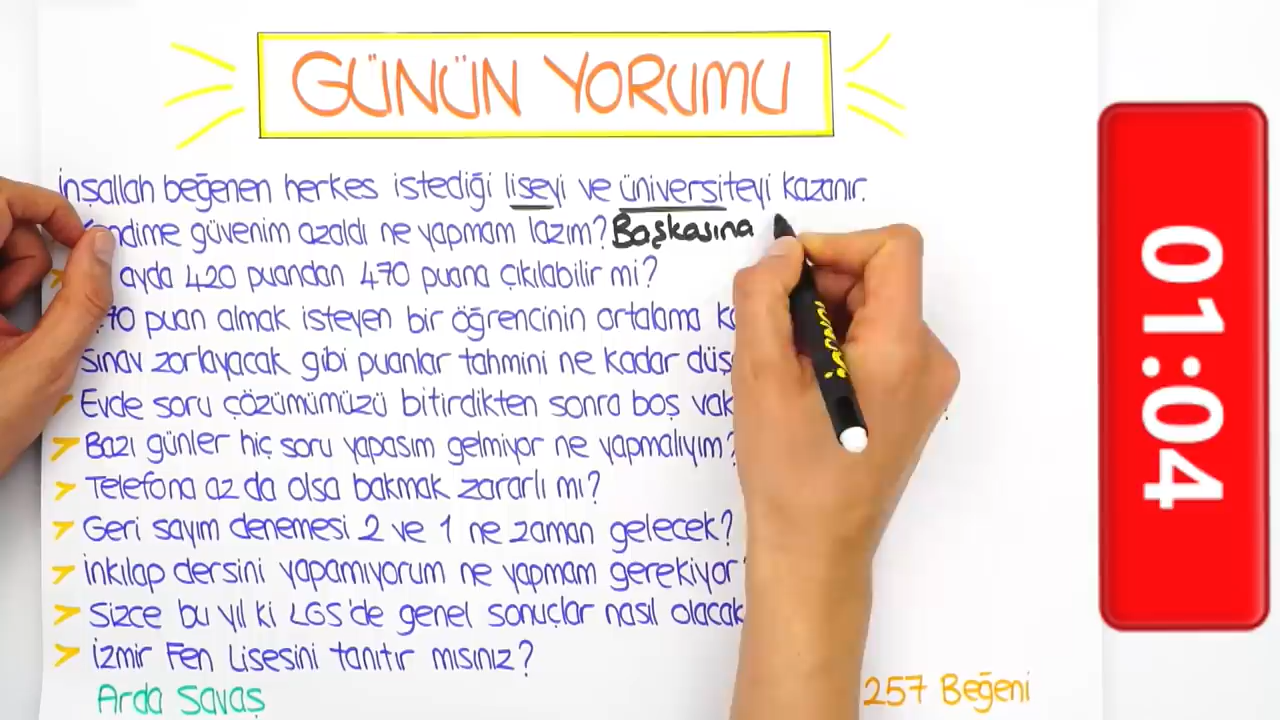 GÜNÜN YORUMU
İnşallah beğenen herkes istediği liseyi ve üniversiteyi kazanır.
güvenim azaldı ne yapmam lazım? Başkasına
ayda 420 puandan 470 puana çıkılabilir mi?
puan almak isteyen bir öğrencinin ortalama
Sınav zorlayacak gibi puanlar tahmini ne kadar
Evde soru çözümümüzü bitirdikten sonra boş
Bazı günler hiç soru yapasım gelmiyor ne yapmalıyım?
Telefona az da olsa bakmak zararlı mı?
Geri sayım denemesi 2 ve 1 ne zaman gelecek?
İnkılap dersini yapamıyorum ne yapmam gerekiyor
Sizce bu yıl ki LGS'de genel sonuçlar nasıl olacak
İzmir Fen Lisesini tanıtır mısınız?
Arda Savaş
257 Beğeni
01:04